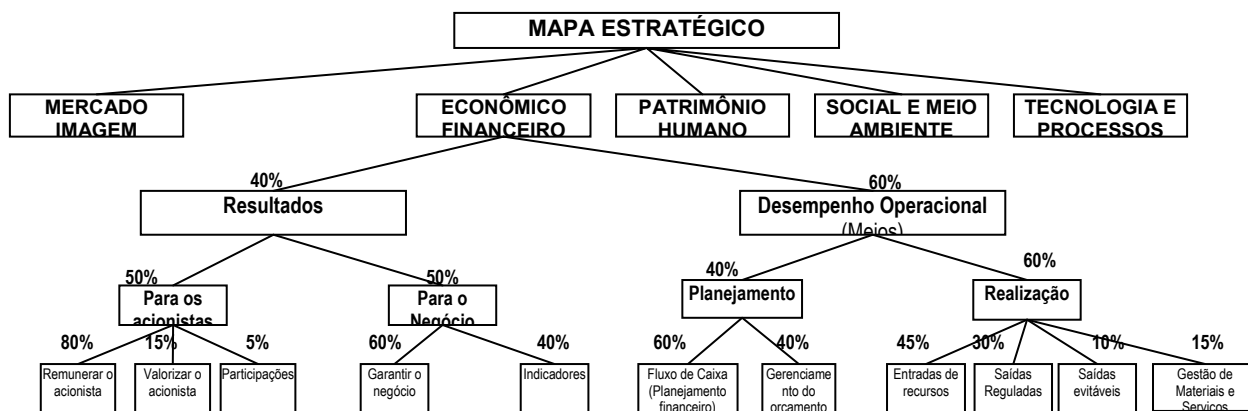 MAPA ESTRATÉGICO
MERCADO
IMAGEM
ECONÔMICO
FINANCEIRO
PATRIMÔNIO
HUMANO
SOCIAL E MEIO
AMBIENTE
TECNOLOGIA E
PROCESSOS
40%
60%
Resultados
Desempenho Operacional
(Meios)
50%
50%
40%
60%
Para os
acionistas
Para o
Negócio
Planejamento
Realização
80%
15%
5%
60%
40%
60%
40%
45%
30%
10%
15%
Remunerar o
acionista
Valorizar o
acionista
Participações
Garantir o
negócio
Indicadores
Fluxo de Caixa
(Planejamento
financeiro)
Gerenciame
nto do
orçamento
Entradas de
recursos
Saídas
Reguladas
Saídas
evitáveis
Gestão de
Materiais e
Serviços